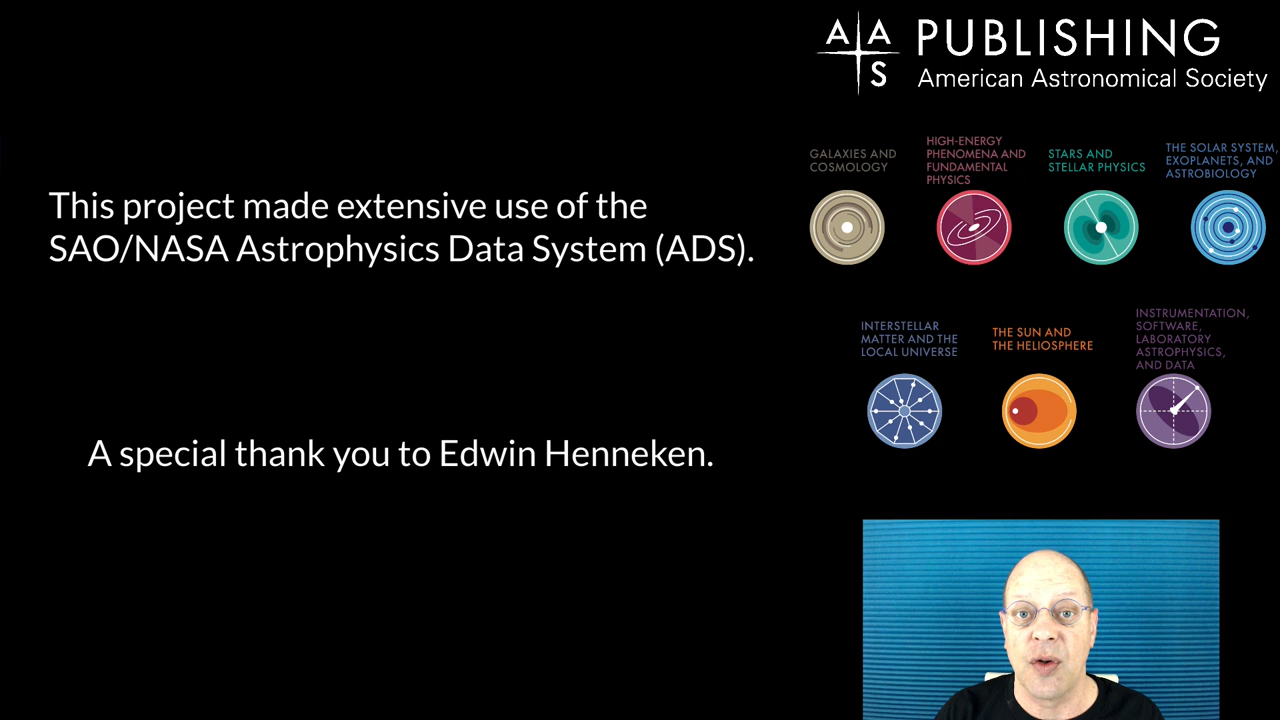 A A S PUBLISHING
American Astronomical Society
GALAXIES AND
COSMOLOGY
HIGH-ENERGY
PHENOMENA AND
FUNDAMENTAL
PHYSICS
STARS AND
STELLAR PHYSICS
THE SOLAR SYSTEM,
EXOPLANETS, AND
ASTROBIOLOGY
This project made extensive use of the
SAO/NASA Astrophysics Data System (ADS).
INTERSTELLAR
MATTER AND THE
LOCAL UNIVERSE
THE SUN AND
THE HELIOSPHERE
INSTRUMENTATION,
SOFTWARE,
LABORATORY
ASTROPHYSICS,
AND DATA
A special thank you to Edwin Henneken.